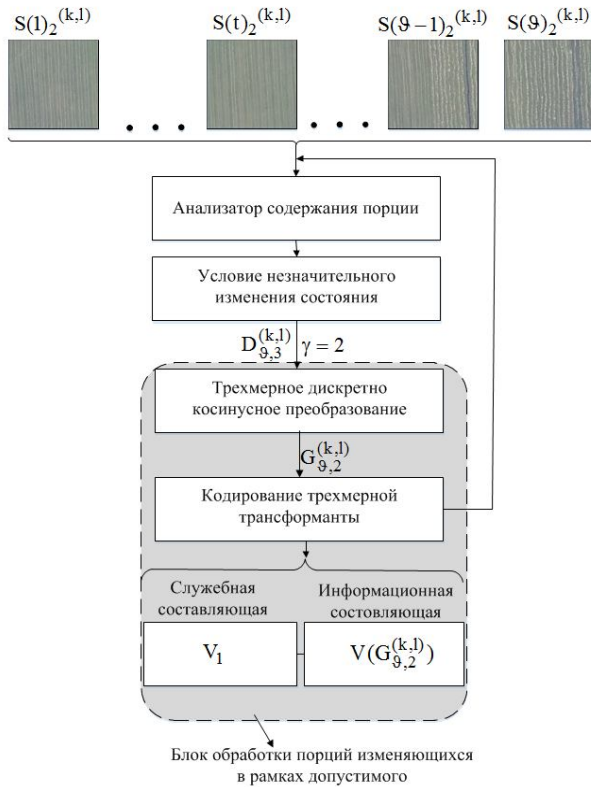 S(1)₂⁽ᵏ,ˡ⁾ S(t)₂⁽ᵏ,ˡ⁾ S(ϑ−1)₂⁽ᵏ,ˡ⁾ S(ϑ)₂⁽ᵏ,ˡ⁾
Анализатор содержания порции
Условие незначительного
изменения состояния
D_{ϑ,3}^{(k,l)} γ = 2
Трехмерное дискретно
косинусное преобразование
G_{ϑ,2}^{(k,l)}
Кодирование трехмерной
трансформанты
Служебная
составляющая
Информационная
состовляющая
V₁
V(G_{ϑ,2}^{(k,l)})
Блок обработки порций изменяющихся
в рамках допустимого